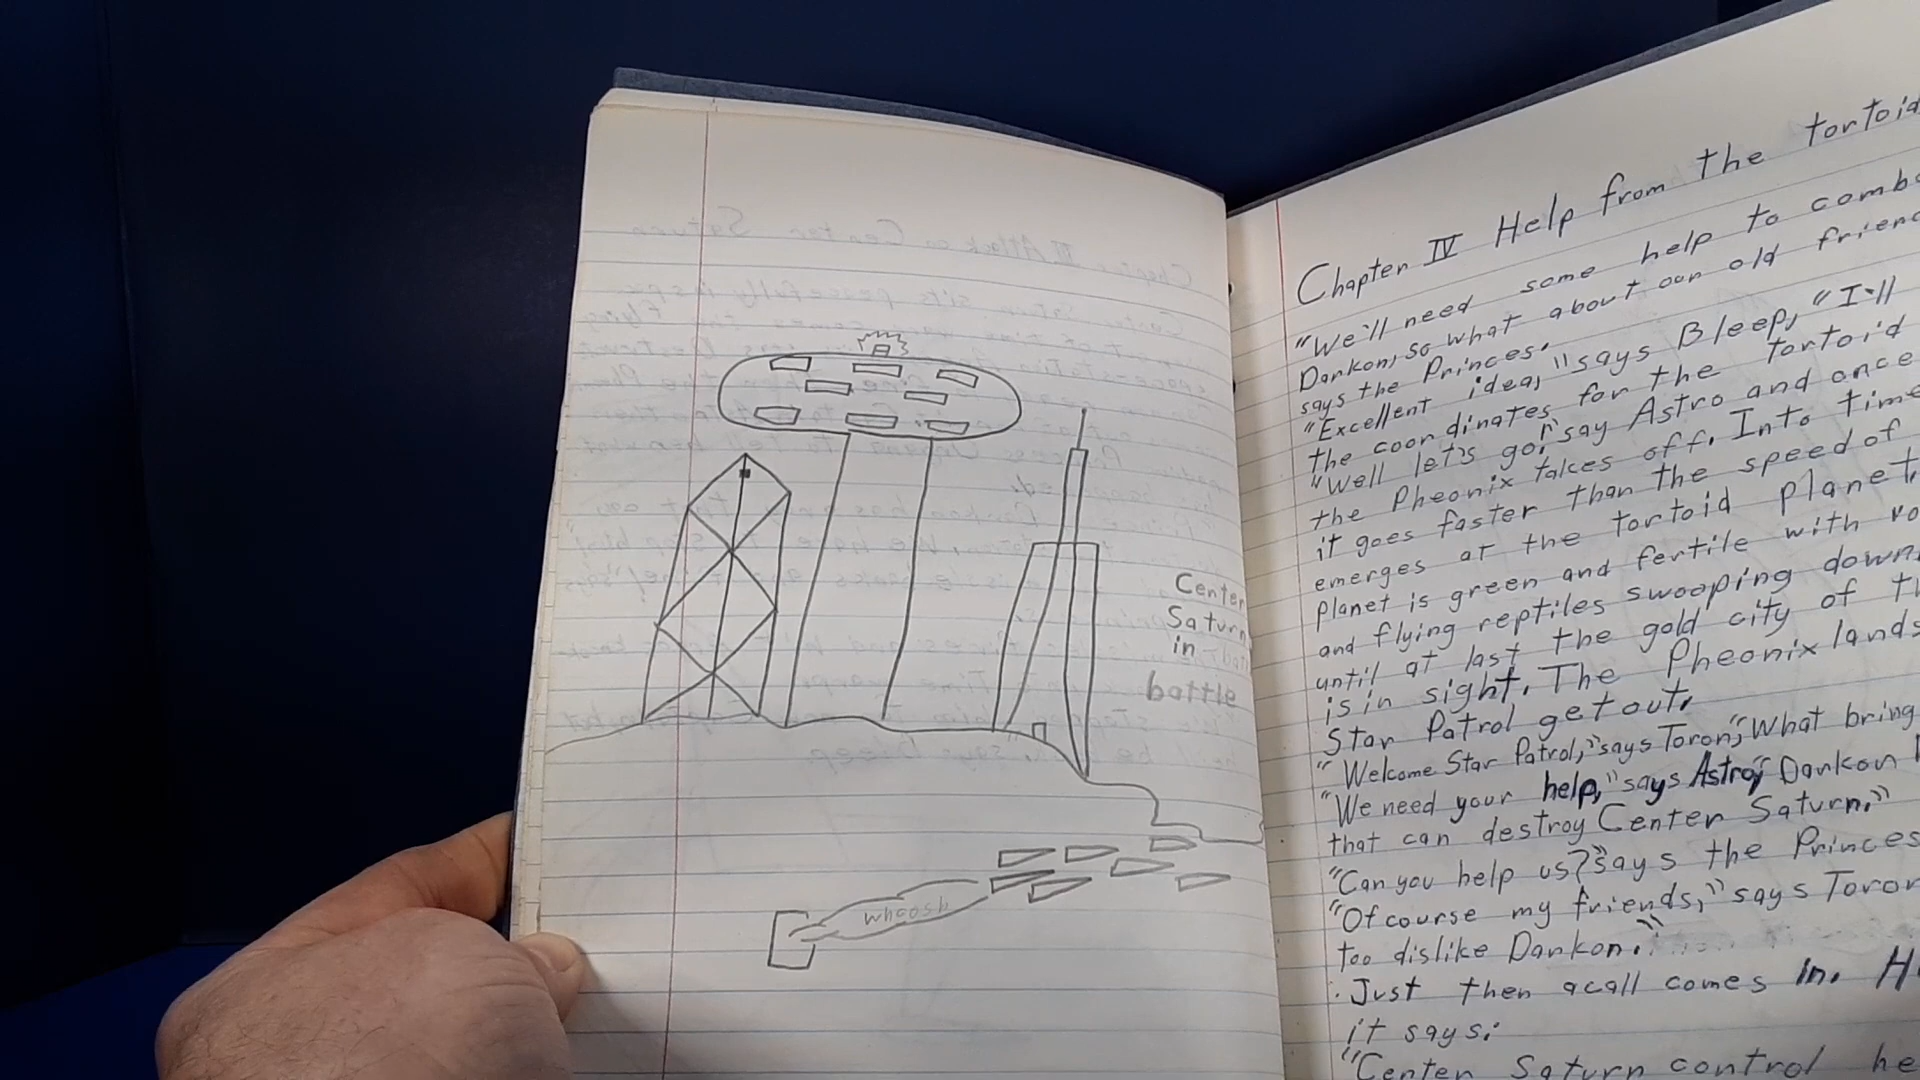 Center
Saturn
in
battle
whoosh
Chapter IV Help from the tortoid
"We'll need some help to comb
Darkon, so what about our old frien
says the Princes.
"Excellent idea," says Bleep, "I'll
the coordinates for the tortoid
"Well let's go!" say Astro and once
the Pheonix takes off. Into time
it goes faster than the speed of
emerges at the tortoid planet,
planet is green and fertile with
and flying reptiles swooping down,
until at last the gold city of th
is in sight. The Pheonix lands
Star Patrol get out.
"Welcome Star Patrol," says Toron, "What bring
"We need your help," says Astro, Darkon
that can destroy Center Saturn."
"Can you help us?" says the Princes
"Of course my friends," says Toron
too dislike Darkon."
Just then a call comes in. H
it says:
"Center Saturn control he